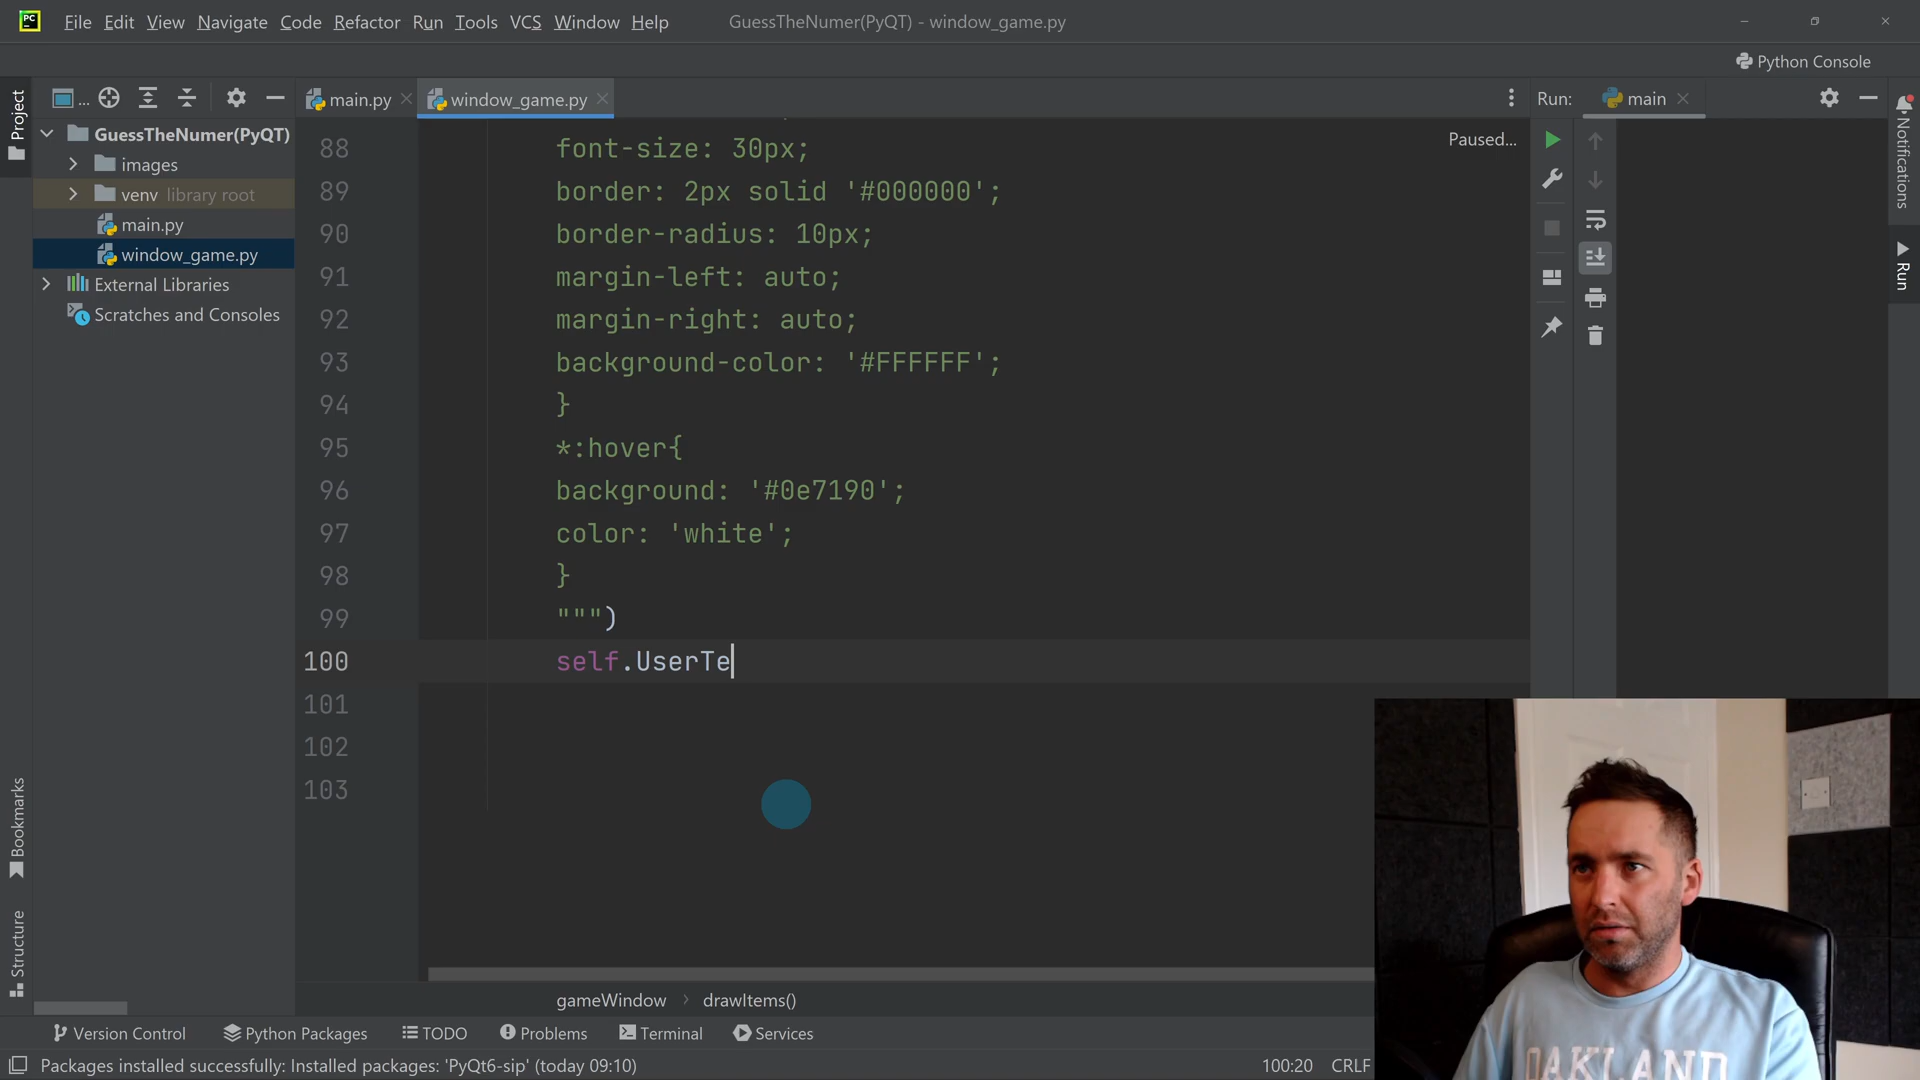 PC File Edit View Navigate Code Refactor Run Tools VCS Window Help GuessTheNumer(PyQT) - window_game.py
Python Console
Project
... main.py window_game.py Run: main
GuessTheNumer(PyQT)
images
venv library root
main.py
window_game.py
External Libraries
Scratches and Consoles
Paused...
88 font-size: 30px;
89 border: 2px solid '#000000';
90 border-radius: 10px;
91 margin-left: auto;
92 margin-right: auto;
93 background-color: '#FFFFFF';
94 }
95 *:hover{
96 background: '#0e7190';
97 color: 'white';
98 }
99 """)
100 self.UserTe
101
102
103
Notifications
Run
Bookmarks
Structure
OAKLAND
gameWindow > drawItems()
Version Control Python Packages TODO Problems Terminal Services
Packages installed successfully: Installed packages: 'PyQt6-sip' (today 09:10) 100:20 CRLF